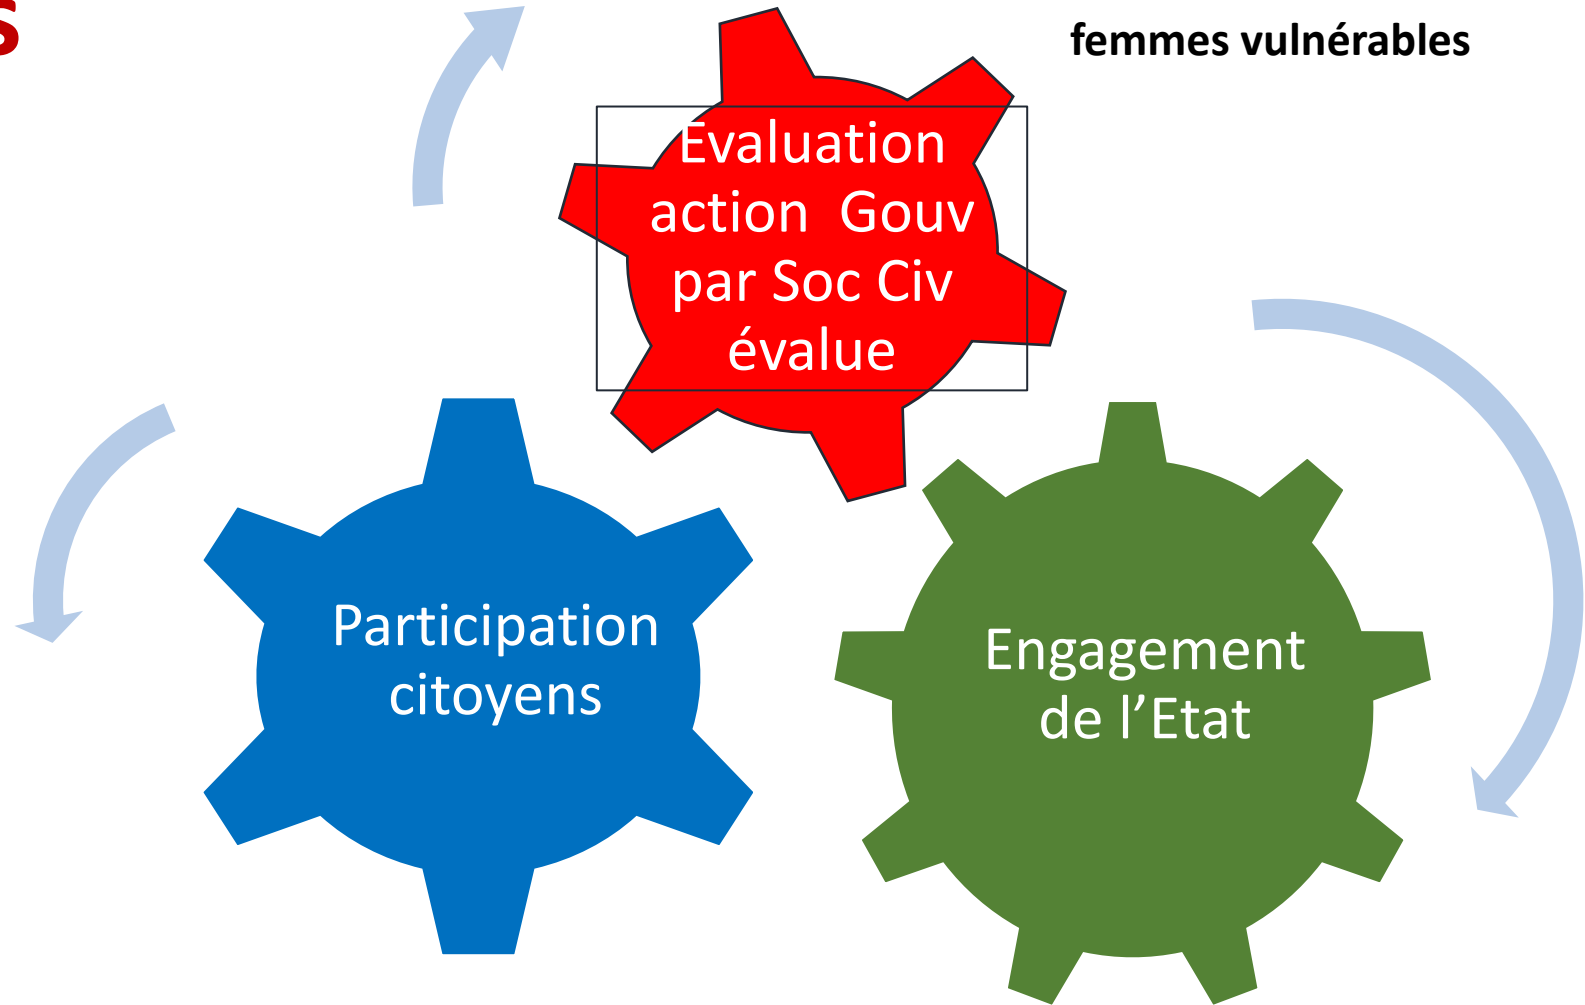 s
femmes vulnérables
Evaluation
action Gouv
par Soc Civ
évalue
Participation
citoyens
Engagement
de l’Etat